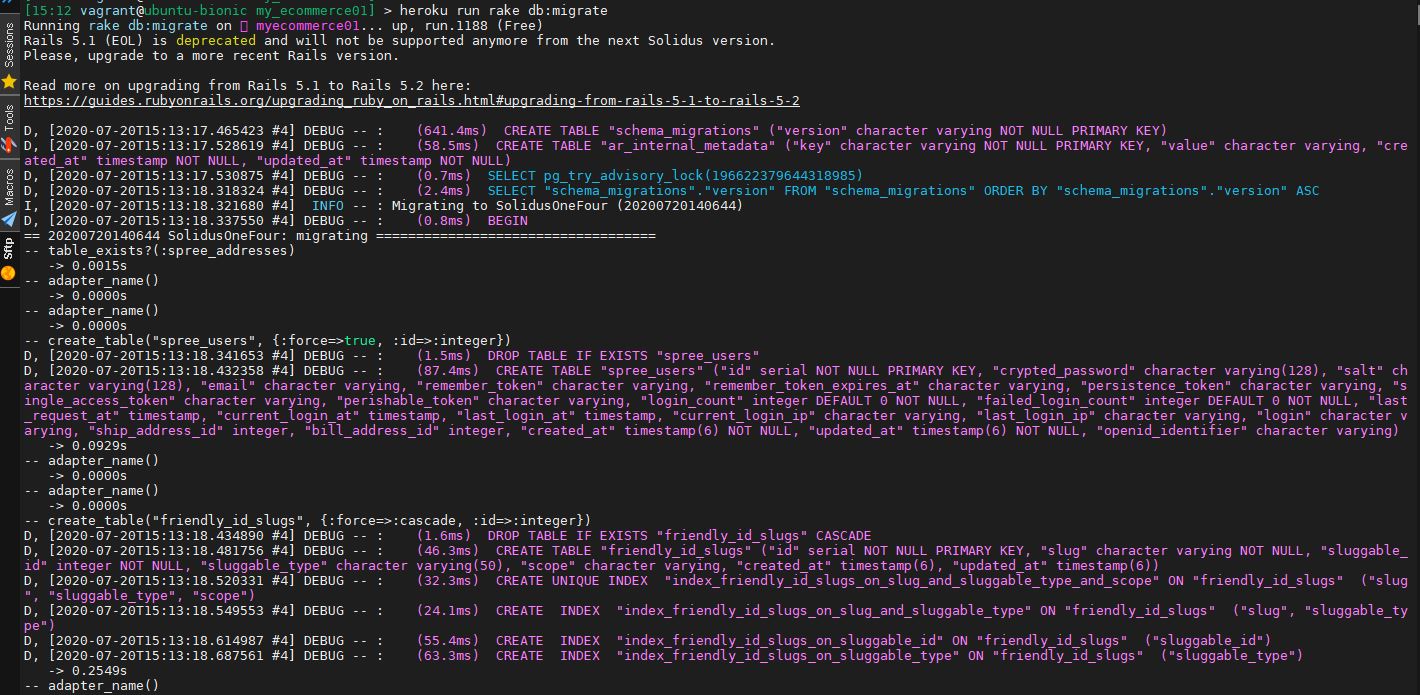 [15:12 vagrant@ubuntu-bionic my_ecommerce01] > heroku run rake db:migrate
Running rake db:migrate on ⬢ myecommerce01... up, run.1188 (Free)
Rails 5.1 (EOL) is deprecated and will not be supported anymore from the next Solidus version.
Please, upgrade to a more recent Rails version.
Read more on upgrading from Rails 5.1 to Rails 5.2 here:
https://guides.rubyonrails.org/upgrading_ruby_on_rails.html#upgrading-from-rails-5-1-to-rails-5-2
D, [2020-07-20T15:13:17.465423 #4] DEBUG -- :    (641.4ms)  CREATE TABLE "schema_migrations" ("version" character varying NOT NULL PRIMARY KEY)
D, [2020-07-20T15:13:17.528619 #4] DEBUG -- :    (58.5ms)  CREATE TABLE "ar_internal_metadata" ("key" character varying NOT NULL PRIMARY KEY, "value" character varying, "cre
ated_at" timestamp NOT NULL, "updated_at" timestamp NOT NULL)
D, [2020-07-20T15:13:17.530875 #4] DEBUG -- :    (0.7ms)  SELECT pg_try_advisory_lock(196622379644318985)
D, [2020-07-20T15:13:18.318324 #4] DEBUG -- :    (2.4ms)  SELECT "schema_migrations"."version" FROM "schema_migrations" ORDER BY "schema_migrations"."version" ASC
I, [2020-07-20T15:13:18.321680 #4]  INFO -- : Migrating to SolidusOneFour (20200720140644)
D, [2020-07-20T15:13:18.337550 #4] DEBUG -- :    (0.8ms)  BEGIN
== 20200720140644 SolidusOneFour: migrating ===================================
-- table_exists?(:spree_addresses)
   -> 0.0015s
-- adapter_name()
   -> 0.0000s
-- adapter_name()
   -> 0.0000s
-- create_table("spree_users", {:force=>true, :id=>:integer})
D, [2020-07-20T15:13:18.341653 #4] DEBUG -- :    (1.5ms)  DROP TABLE IF EXISTS "spree_users"
D, [2020-07-20T15:13:18.432358 #4] DEBUG -- :    (87.4ms)  CREATE TABLE "spree_users" ("id" serial NOT NULL PRIMARY KEY, "crypted_password" character varying(128), "salt" ch
aracter varying(128), "email" character varying, "remember_token" character varying, "remember_token_expires_at" character varying, "persistence_token" character varying, "s
ingle_access_token" character varying, "perishable_token" character varying, "login_count" integer DEFAULT 0 NOT NULL, "failed_login_count" integer DEFAULT 0 NOT NULL, "last
_request_at" timestamp, "current_login_at" timestamp, "last_login_at" timestamp, "current_login_ip" character varying, "last_login_ip" character varying, "login" character v
arying, "ship_address_id" integer, "bill_address_id" integer, "created_at" timestamp(6) NOT NULL, "updated_at" timestamp(6) NOT NULL, "openid_identifier" character varying)
   -> 0.0929s
-- adapter_name()
   -> 0.0000s
-- adapter_name()
   -> 0.0000s
-- create_table("friendly_id_slugs", {:force=>:cascade, :id=>:integer})
D, [2020-07-20T15:13:18.434890 #4] DEBUG -- :    (1.6ms)  DROP TABLE IF EXISTS "friendly_id_slugs" CASCADE
D, [2020-07-20T15:13:18.481756 #4] DEBUG -- :    (46.3ms)  CREATE TABLE "friendly_id_slugs" ("id" serial NOT NULL PRIMARY KEY, "slug" character varying NOT NULL, "sluggable_
id" integer NOT NULL, "sluggable_type" character varying(50), "scope" character varying, "created_at" timestamp(6), "updated_at" timestamp(6))
D, [2020-07-20T15:13:18.520331 #4] DEBUG -- :    (32.3ms)  CREATE UNIQUE INDEX  "index_friendly_id_slugs_on_slug_and_sluggable_type_and_scope" ON "friendly_id_slugs"  ("slug
", "sluggable_type", "scope")
D, [2020-07-20T15:13:18.549553 #4] DEBUG -- :    (24.1ms)  CREATE  INDEX  "index_friendly_id_slugs_on_slug_and_sluggable_type" ON "friendly_id_slugs"  ("slug", "sluggable_ty
pe")
D, [2020-07-20T15:13:18.614987 #4] DEBUG -- :    (55.4ms)  CREATE  INDEX  "index_friendly_id_slugs_on_sluggable_id" ON "friendly_id_slugs"  ("sluggable_id")
D, [2020-07-20T15:13:18.687561 #4] DEBUG -- :    (63.3ms)  CREATE  INDEX  "index_friendly_id_slugs_on_sluggable_type" ON "friendly_id_slugs"  ("sluggable_type")
   -> 0.2549s
-- adapter_name()
Sessions
Tools
Macros
Sftp